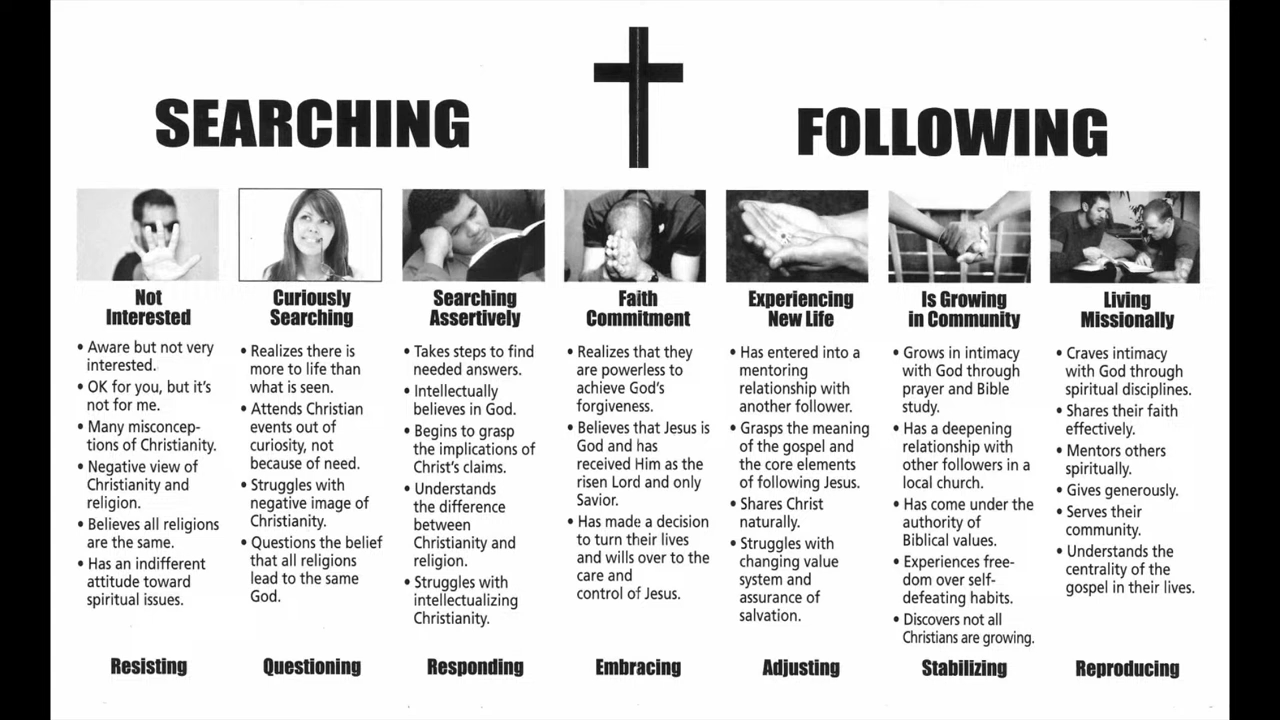 SEARCHING
FOLLOWING
Not
Interested
• Aware but not very
interested.
• OK for you, but it's
not for me.
• Many misconcep-
tions of Christianity.
• Negative view of
Christianity and
religion.
• Believes all religions
are the same.
• Has an indifferent
attitude toward
spiritual issues.
Resisting
Curiously
Searching
• Realizes there is
more to life than
what is seen.
• Attends Christian
events out of
curiosity, not
because of need.
• Struggles with
negative image of
Christianity.
• Questions the belief
that all religions
lead to the same
God.
Questioning
Searching
Assertively
• Takes steps to find
needed answers.
• Intellectually
believes in God.
• Begins to grasp
the implications of
Christ's claims.
• Understands
the difference
between
Christianity and
religion.
• Struggles with
intellectualizing
Christianity.
Responding
Faith
Commitment
• Realizes that they
are powerless to
achieve God's
forgiveness.
• Believes that Jesus is
God and has
received Him as the
risen Lord and only
Savior.
• Has made a decision
to turn their lives
and wills over to the
care and
control of Jesus.
Embracing
Experiencing
New Life
• Has entered into a
mentoring
relationship with
another follower.
• Grasps the meaning
of the gospel and
the core elements
of following Jesus.
• Shares Christ
naturally.
• Struggles with
changing value
system and
assurance of
salvation.
Adjusting
Is Growing
in Community
• Grows in intimacy
with God through
prayer and Bible
study.
• Has a deepening
relationship with
other followers in a
local church.
• Has come under the
authority of
Biblical values.
• Experiences free-
dom over self-
defeating habits.
• Discovers not all
Christians are growing.
Stabilizing
Living
Missionally
• Craves intimacy
with God through
spiritual disciplines.
• Shares their faith
effectively.
• Mentors others
spiritually.
• Gives generously.
• Serves their
community.
• Understands the
centrality of the
gospel in their lives.
Reproducing